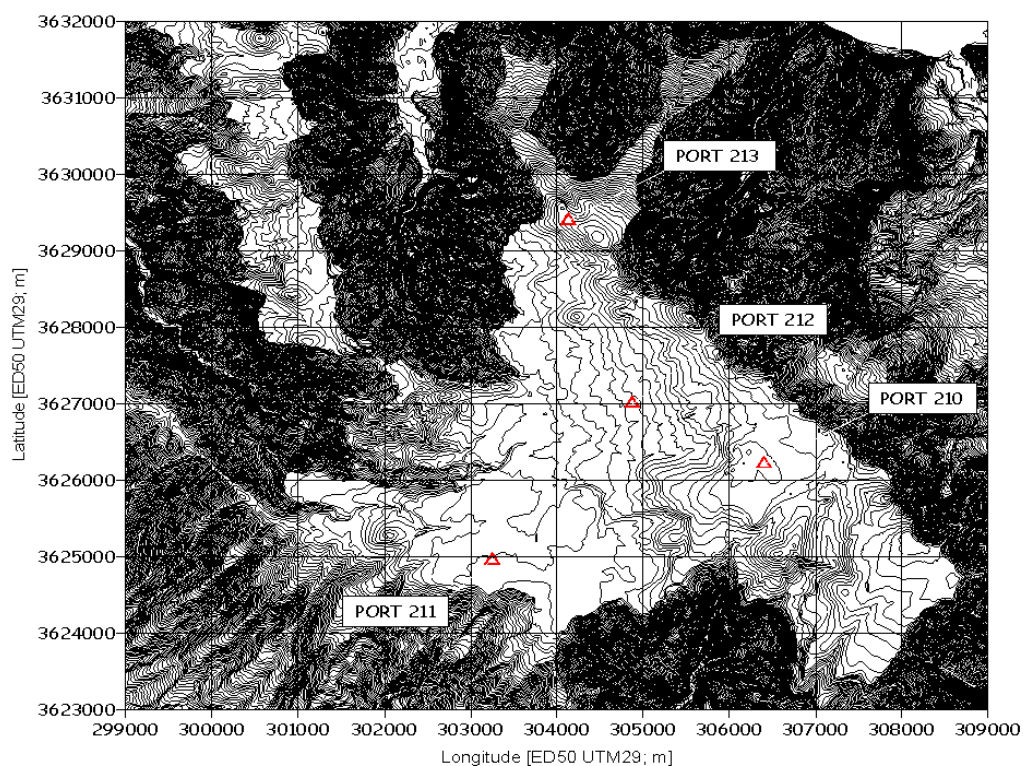 3632000
3631000
3630000
3629000
3628000
3627000
3626000
3625000
3624000
3623000
Latitude [ED50 UTM29; m]
PORT 213
PORT 212
PORT 210
PORT 211
299000 300000 301000 302000 303000 304000 305000 306000 307000 308000 309000
Longitude [ED50 UTM29; m]